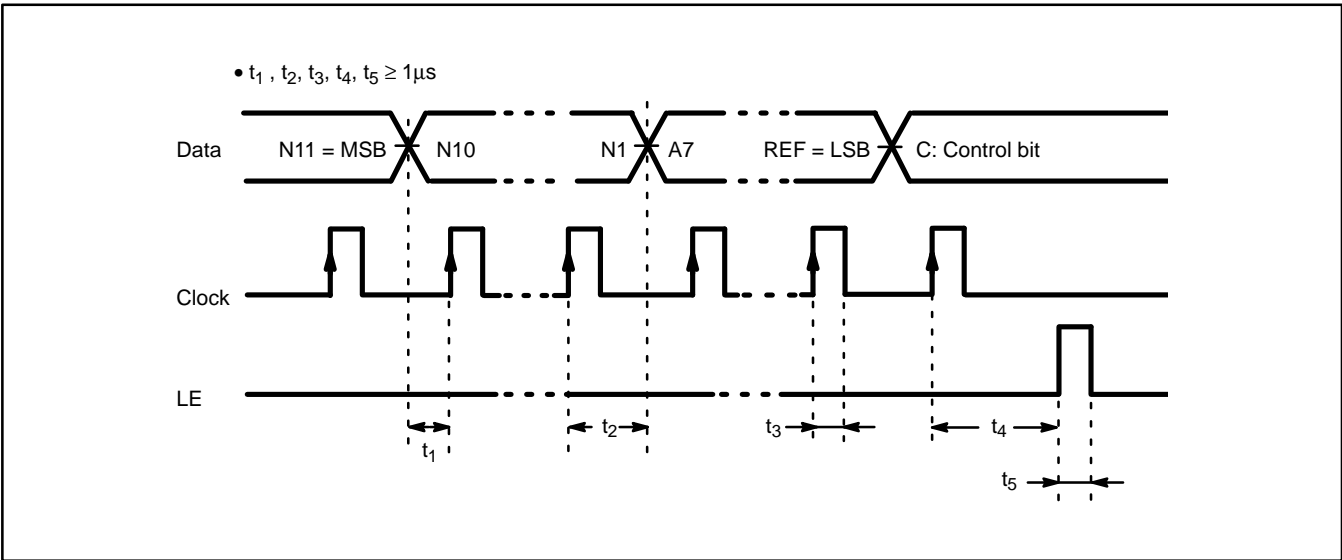 • t1 , t2, t3, t4, t5 ≥ 1μs
Data
N11 = MSB
N10
N1
A7
REF = LSB
C: Control bit
Clock
LE
t1
t2
t3
t4
t5